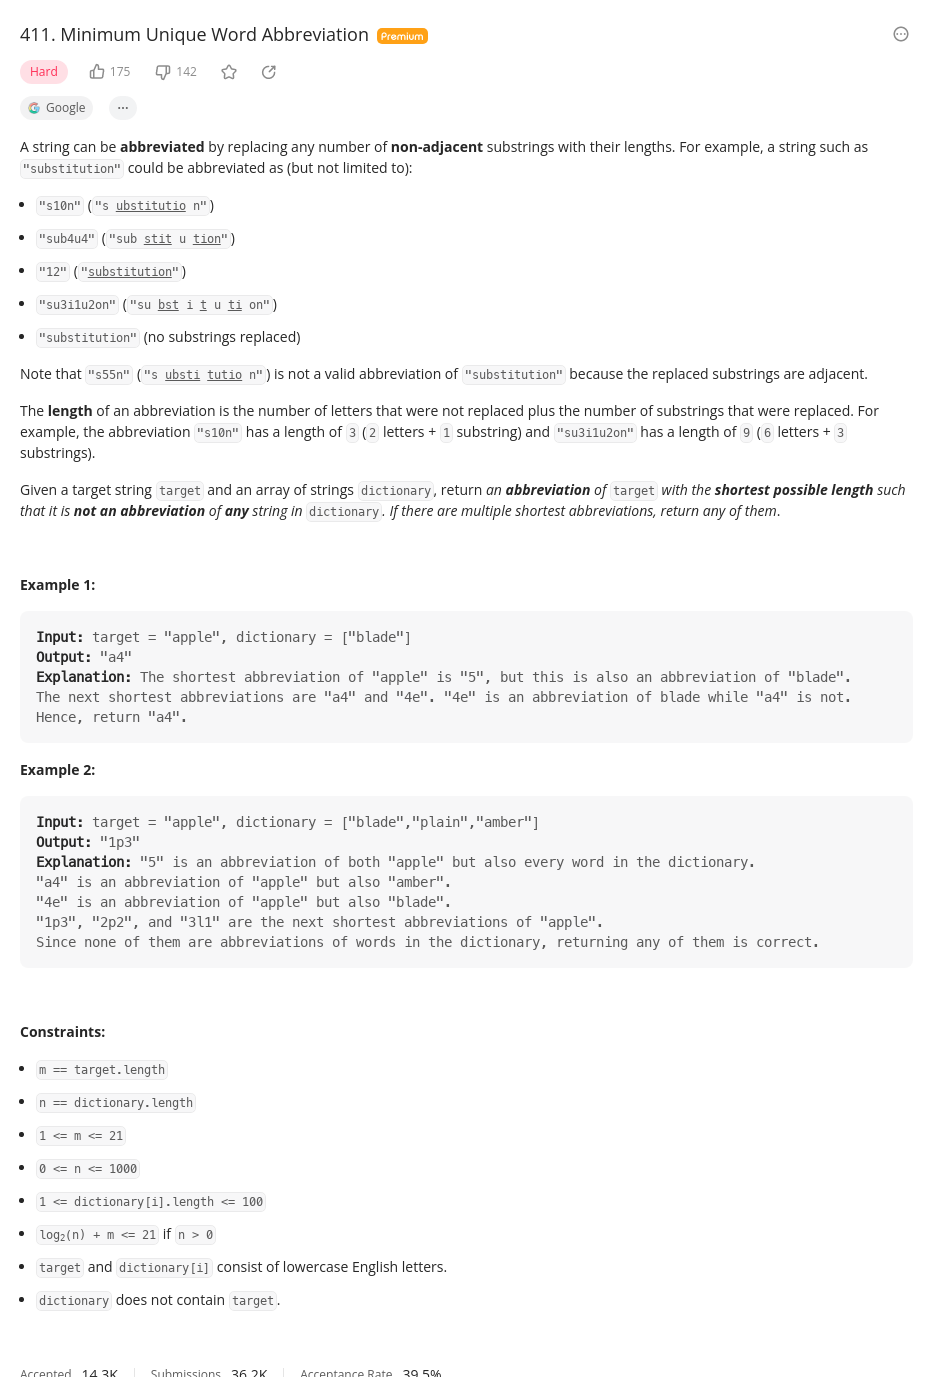 411. Minimum Unique Word Abbreviation Premium
Hard 175 142
Google ...
A string can be abbreviated by replacing any number of non-adjacent substrings with their lengths. For example, a string such as
"substitution" could be abbreviated as (but not limited to):
• "s10n" ("s ubstitutio n")
• "sub4u4" ("sub stit u tion")
• "12" ("substitution")
• "su3i1u2on" ("su bst i t u ti on")
• "substitution" (no substrings replaced)
Note that "s55n" ("s ubsti tutio n") is not a valid abbreviation of "substitution" because the replaced substrings are adjacent.
The length of an abbreviation is the number of letters that were not replaced plus the number of substrings that were replaced. For
example, the abbreviation "s10n" has a length of 3 (2 letters + 1 substring) and "su3i1u2on" has a length of 9 (6 letters + 3
substrings).
Given a target string target and an array of strings dictionary, return an abbreviation of target with the shortest possible length such
that it is not an abbreviation of any string in dictionary. If there are multiple shortest abbreviations, return any of them.
Example 1:
Input: target = "apple", dictionary = ["blade"]
Output: "a4"
Explanation: The shortest abbreviation of "apple" is "5", but this is also an abbreviation of "blade".
The next shortest abbreviations are "a4" and "4e". "4e" is an abbreviation of blade while "a4" is not.
Hence, return "a4".
Example 2:
Input: target = "apple", dictionary = ["blade","plain","amber"]
Output: "1p3"
Explanation: "5" is an abbreviation of both "apple" but also every word in the dictionary.
"a4" is an abbreviation of "apple" but also "amber".
"4e" is an abbreviation of "apple" but also "blade".
"1p3", "2p2", and "3l1" are the next shortest abbreviations of "apple".
Since none of them are abbreviations of words in the dictionary, returning any of them is correct.
Constraints:
• m == target.length
• n == dictionary.length
• 1 <= m <= 21
• 0 <= n <= 1000
• 1 <= dictionary[i].length <= 100
• log2(n) + m <= 21 if n > 0
• target and dictionary[i] consist of lowercase English letters.
• dictionary does not contain target.
Accepted 14.3K Submissions 36.2K Acceptance Rate 39.5%